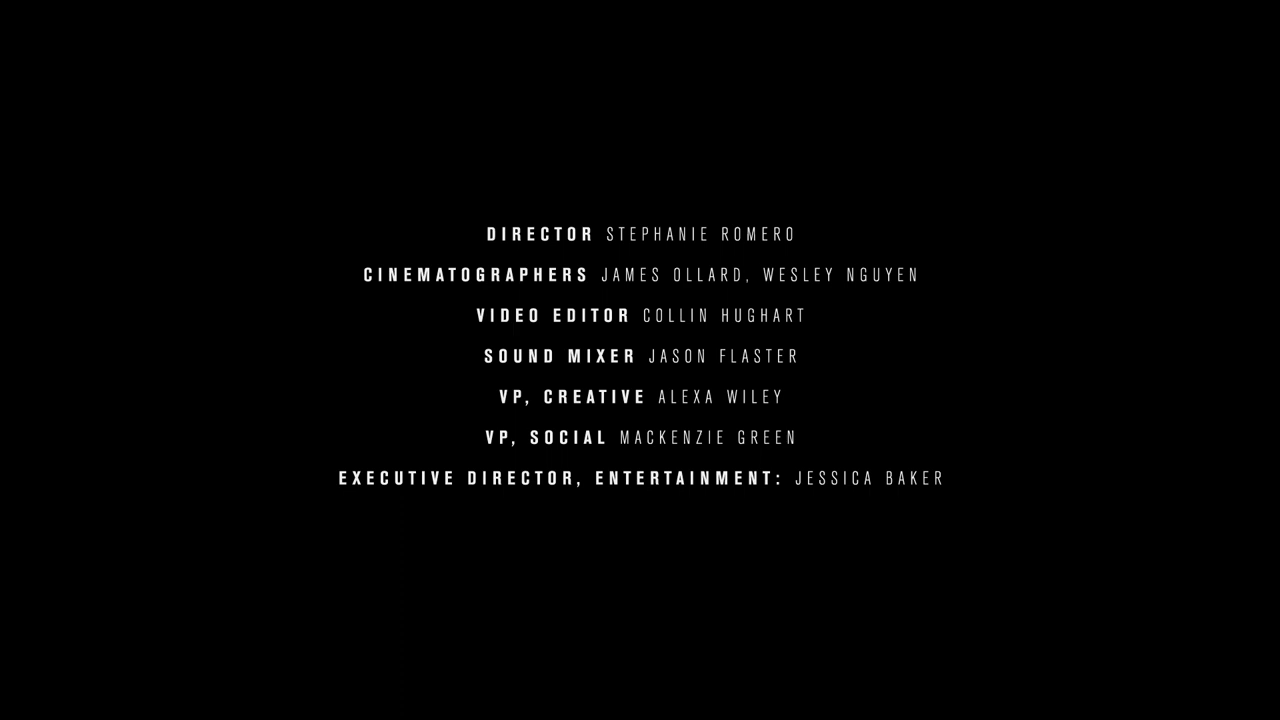 DIRECTOR STEPHANIE ROMERO
CINEMATOGRAPHERS JAMES OLLARD, WESLEY NGUYEN
VIDEO EDITOR COLLIN HUGHART
SOUND MIXER JASON FLASTER
VP, CREATIVE ALEXA WILEY
VP, SOCIAL MACKENZIE GREEN
EXECUTIVE DIRECTOR, ENTERTAINMENT: JESSICA BAKER